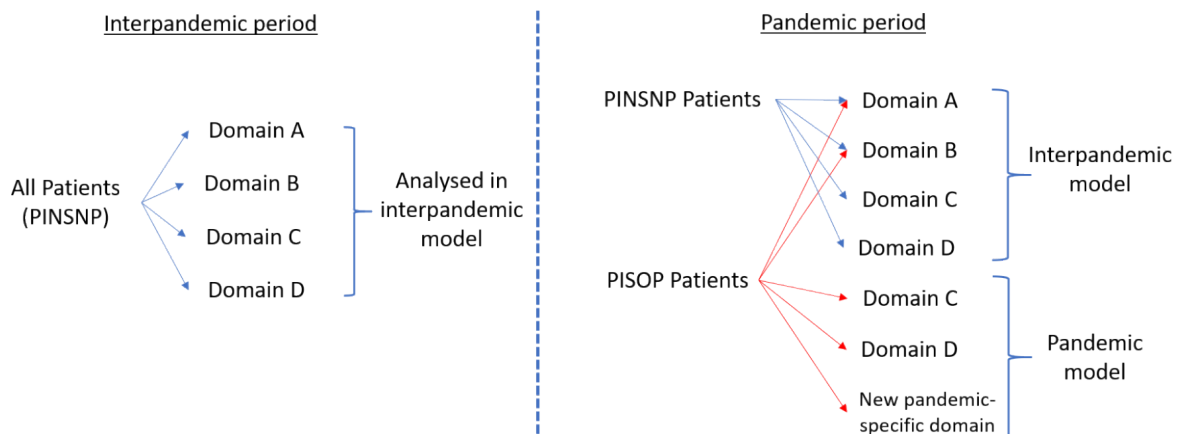 Interpandemic period
All Patients
(PINSNP)
Domain A
Domain B
Domain C
Domain D
Analysed in
interpandemic
model
Pandemic period
PINSNP Patients
PISOP Patients
Domain A
Domain B
Domain C
Domain D
Interpandemic
model
Domain C
Domain D
New pandemic-
specific domain
Pandemic
model